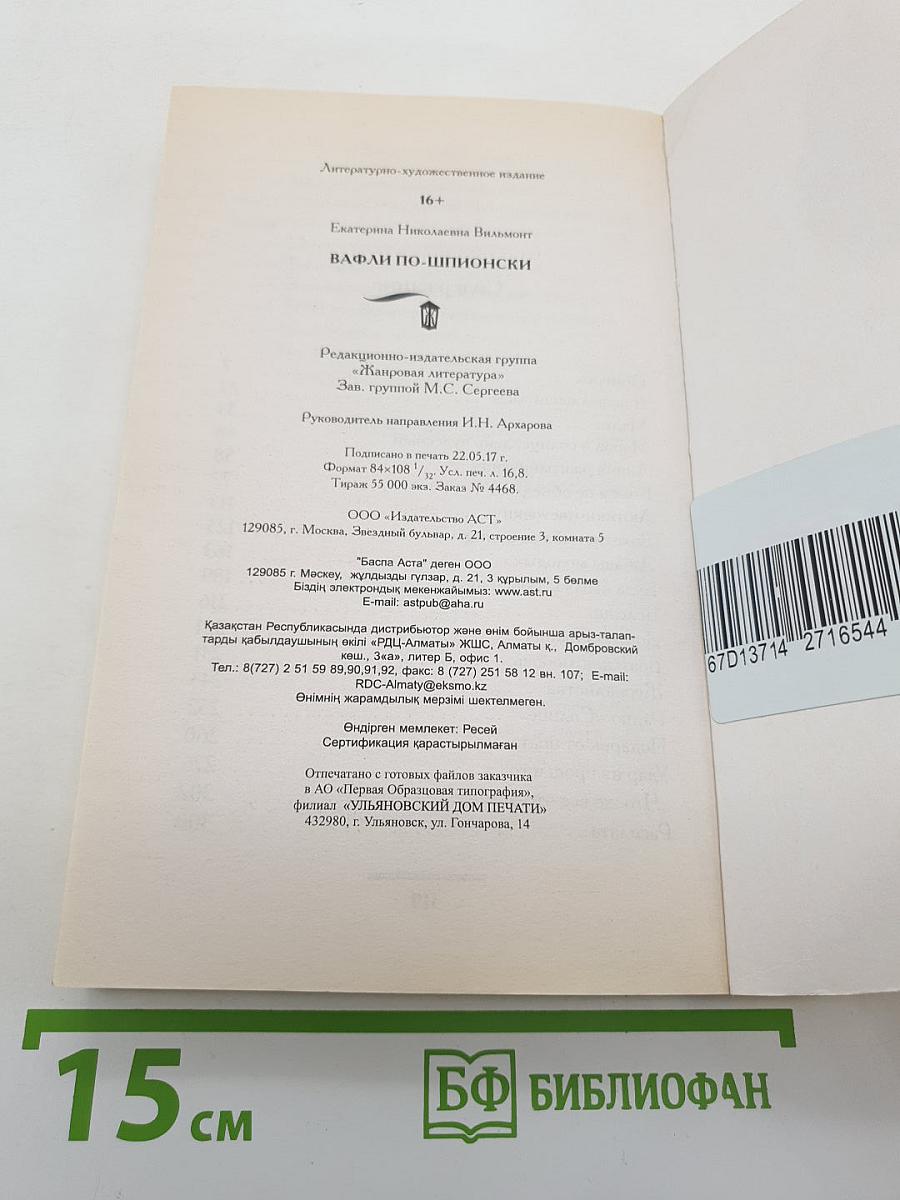 Литературно-художественное издание
16+
Екатерина Николаевна Вильмонт
ВАФЛИ ПО-ШПИОНСКИ
Ж
Редакционно-издательская группа
«Жанровая литература»
Зав. группой М.С. Сергеева
Руководитель направления И.Н. Архарова
Подписано в печать 22.05.17 г.
Формат 84×108 1/32. Усл. печ. л. 16,8.
Тираж 55 000 экз. Заказ № 4468.
ООО «Издательство АСТ»
129085, г. Москва, Звездный бульвар, д. 21, строение 3, комната 5
"Баспа Аста" деген ООО
129085 г. Мәскеу, жұлдызды гүлзар, д. 21, 3 құрылым, 5 бөлме
Біздің электрондық мекенжайымыз: www.ast.ru
E-mail: astpub@aha.ru
Қазақстан Республикасында дистрибьютор және өнім бойынша арыз-талап-
тарды қабылдаушының өкілі «РДЦ-Алматы» ЖШС, Алматы қ., Домбровский
көш., 3«а», литер Б, офис 1.
Тел.: 8(727) 2 51 59 89,90,91,92, факс: 8 (727) 251 58 12 вн. 107; E-mail:
RDC-Almaty@eksmo.kz
Өнімнің жарамдылық мерзімі шектелмеген.
Өндірген мемлекет: Ресей
Сертификация қарастырылмаған
Отпечатано с готовых файлов заказчика
в АО «Первая Образцовая типография»,
филиал «УЛЬЯНОВСКИЙ ДОМ ПЕЧАТИ»
432980, г. Ульяновск, ул. Гончарова, 14
67D13714 2716544
15 см
БФ БИБЛИОФАН